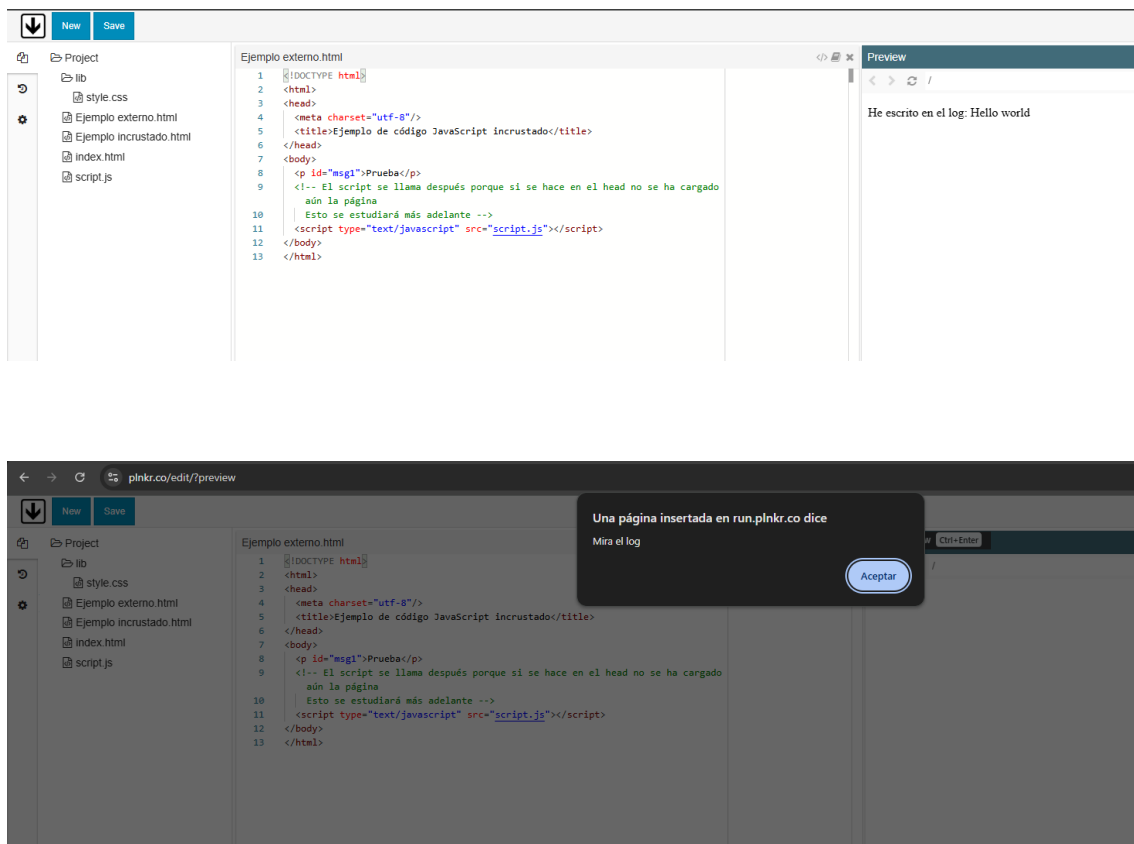 New Save
Project
lib
style.css
Ejemplo externo.html
Ejemplo incrustado.html
index.html
script.js
Ejemplo externo.html
1 <!DOCTYPE html>
2 <html>
3 <head>
4 <meta charset="utf-8"/>
5 <title>Ejemplo de código JavaScript incrustado</title>
6 </head>
7 <body>
8 <p id="msg1">Prueba</p>
9 <!-- El script se llama después porque si se hace en el head no se ha cargado
aún la página
10 Esto se estudiará más adelante -->
11 <script type="text/javascript" src="script.js"></script>
12 </body>
13 </html>
Preview
/
He escrito en el log: Hello world
plnkr.co/edit/?preview
New Save
Una página insertada en run.plnkr.co dice
Mira el log
Aceptar
Project
lib
style.css
Ejemplo externo.html
Ejemplo incrustado.html
index.html
script.js
Ejemplo externo.html
1 <!DOCTYPE html>
2 <html>
3 <head>
4 <meta charset="utf-8"/>
5 <title>Ejemplo de código JavaScript incrustado</title>
6 </head>
7 <body>
8 <p id="msg1">Prueba</p>
9 <!-- El script se llama después porque si se hace en el head no se ha cargado
aún la página
10 Esto se estudiará más adelante -->
11 <script type="text/javascript" src="script.js"></script>
12 </body>
13 </html>
w Ctrl+Enter
/